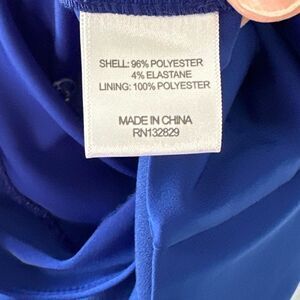 SHELL: 96% POLYESTER
4% ELASTANE
LINING: 100% POLYESTER
MADE IN CHINA
RN132829